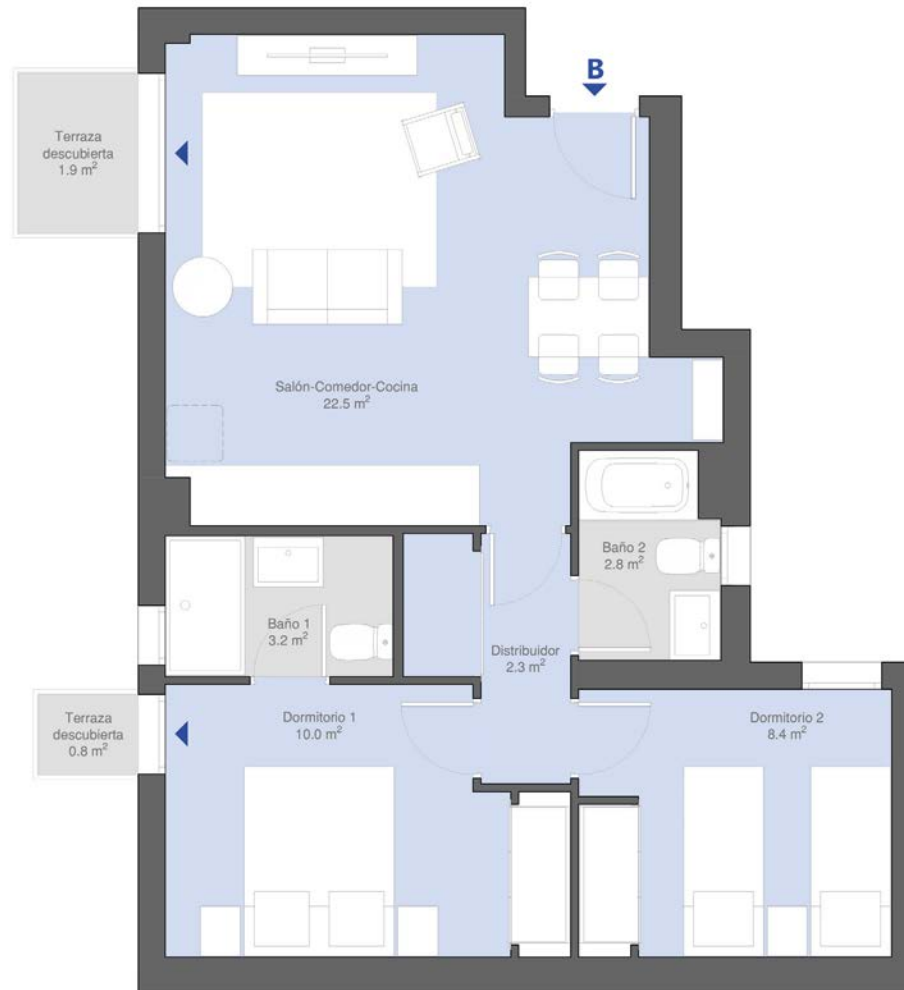 B
Terraza
descubierta
1.9 m²
Salón-Comedor-Cocina
22.5 m²
Baño 2
2.8 m²
Baño 1
3.2 m²
Distribuidor
2.3 m²
Terraza
descubierta
0.8 m²
Dormitorio 1
10.0 m²
Dormitorio 2
8.4 m²